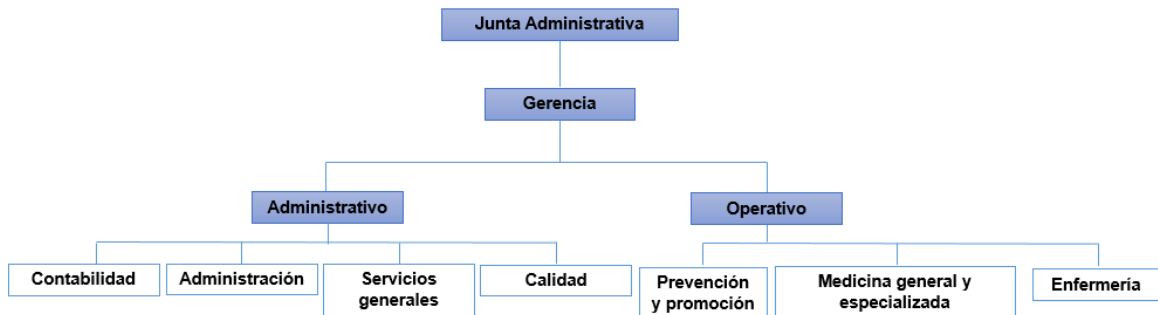 Junta Administrativa
Gerencia
Administrativo
Operativo
Contabilidad
Administración
Servicios
generales
Calidad
Prevención
y promoción
Medicina general y
especializada
Enfermería